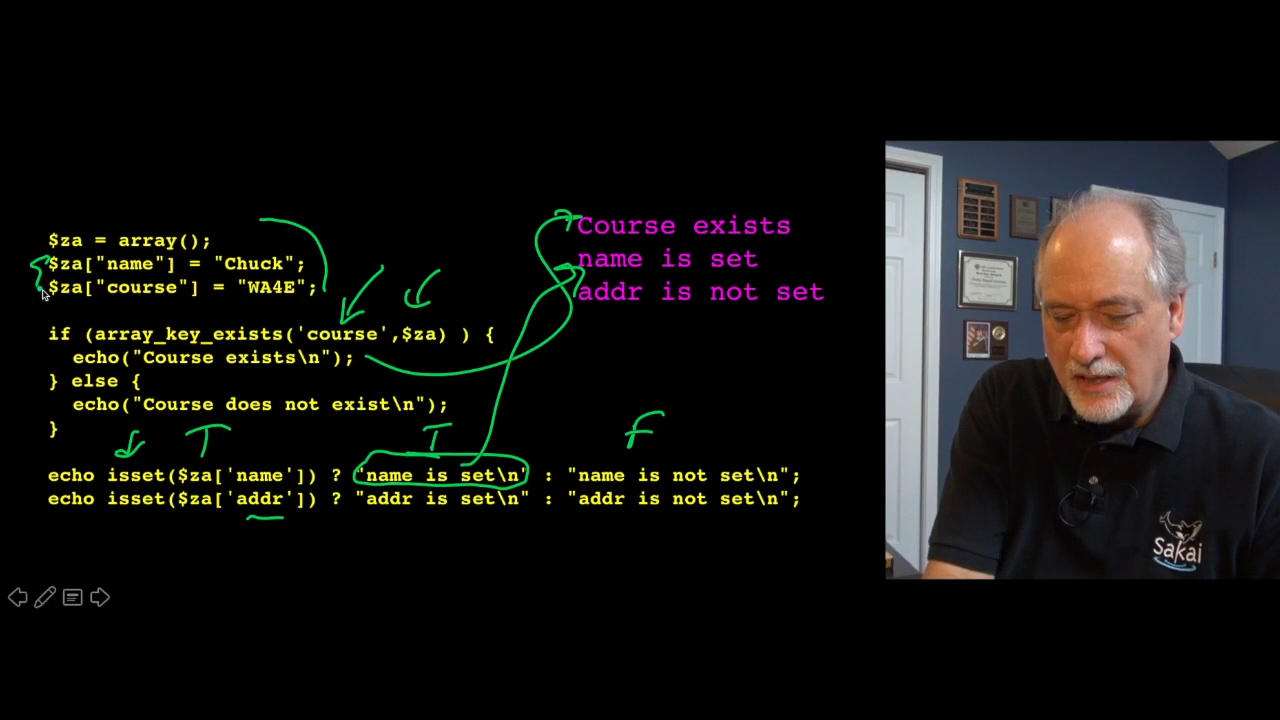 $za = array();
$za["name"] = "Chuck";
$za["course"] = "WA4E";
if (array_key_exists('course',$za) ) {
echo("Course exists\n");
} else {
echo("Course does not exist\n");
}
T T F
echo isset($za['name']) ? 'name is set\n' : "name is not set\n";
echo isset($za['addr']) ? "addr is set\n" : "addr is not set\n";
Course exists
name is set
addr is not set
Sakai